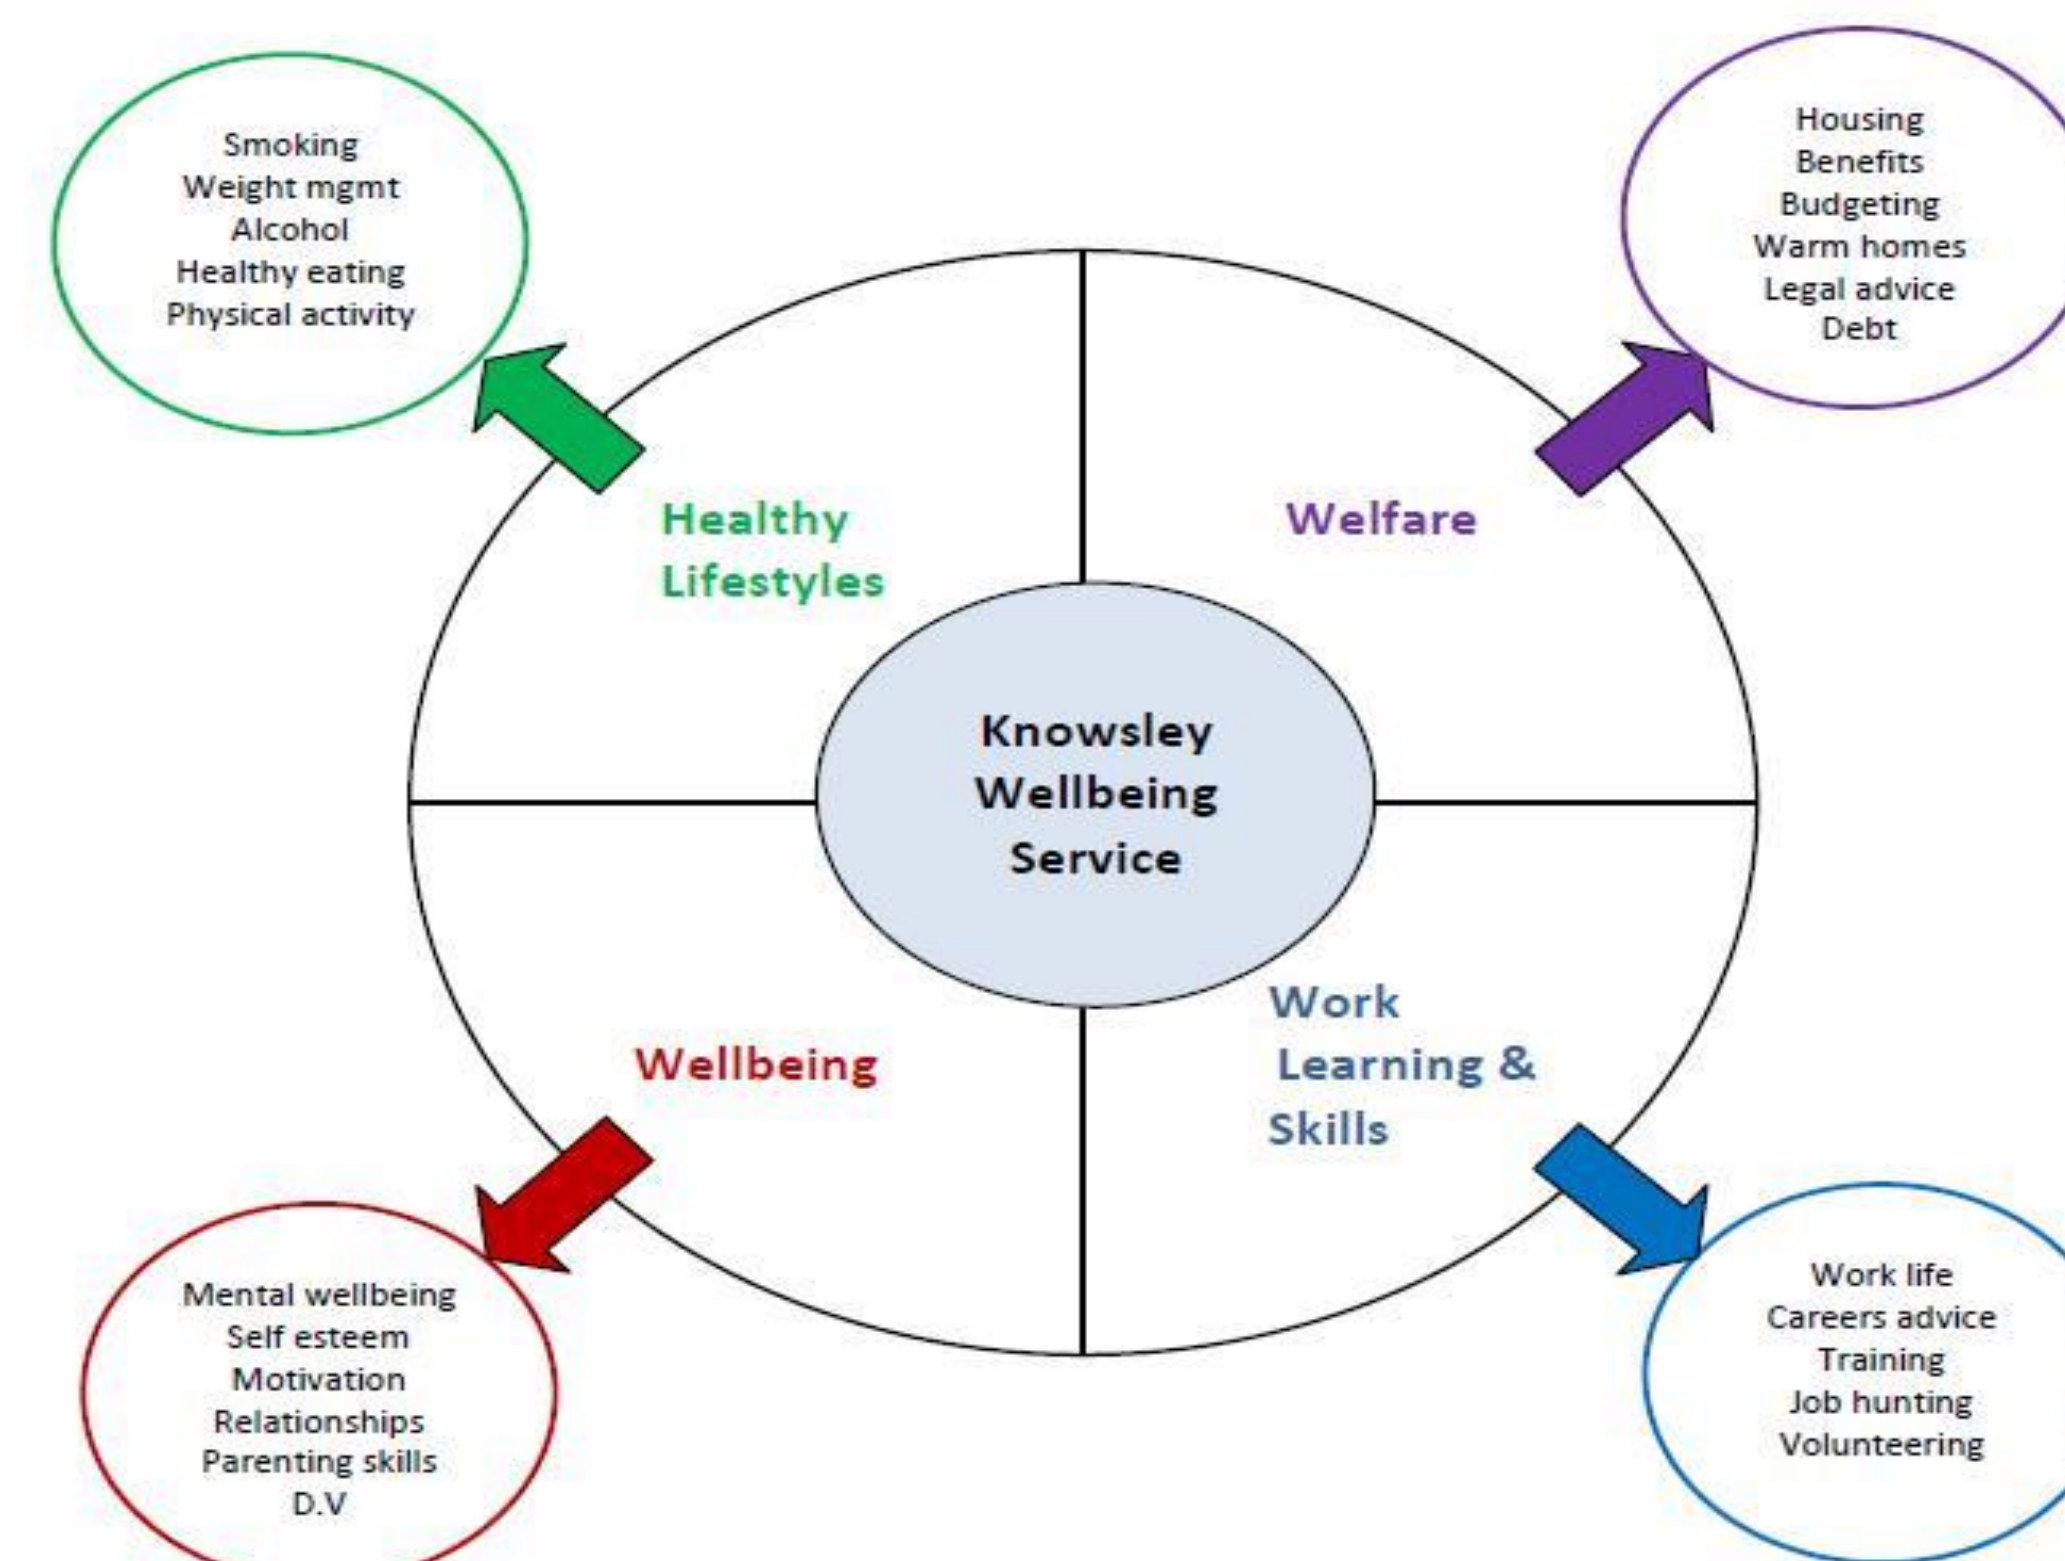 Smoking
Weight mgmt
Alcohol
Healthy eating
Physical activity
Housing
Benefits
Budgeting
Warm homes
Legal advice
Debt
Healthy
Lifestyles
Welfare
Knowsley
Wellbeing
Service
Wellbeing
Work
Learning &
Skills
Mental wellbeing
Self esteem
Motivation
Relationships
Parenting skills
D.V
Work life
Careers advice
Training
Job hunting
Volunteering